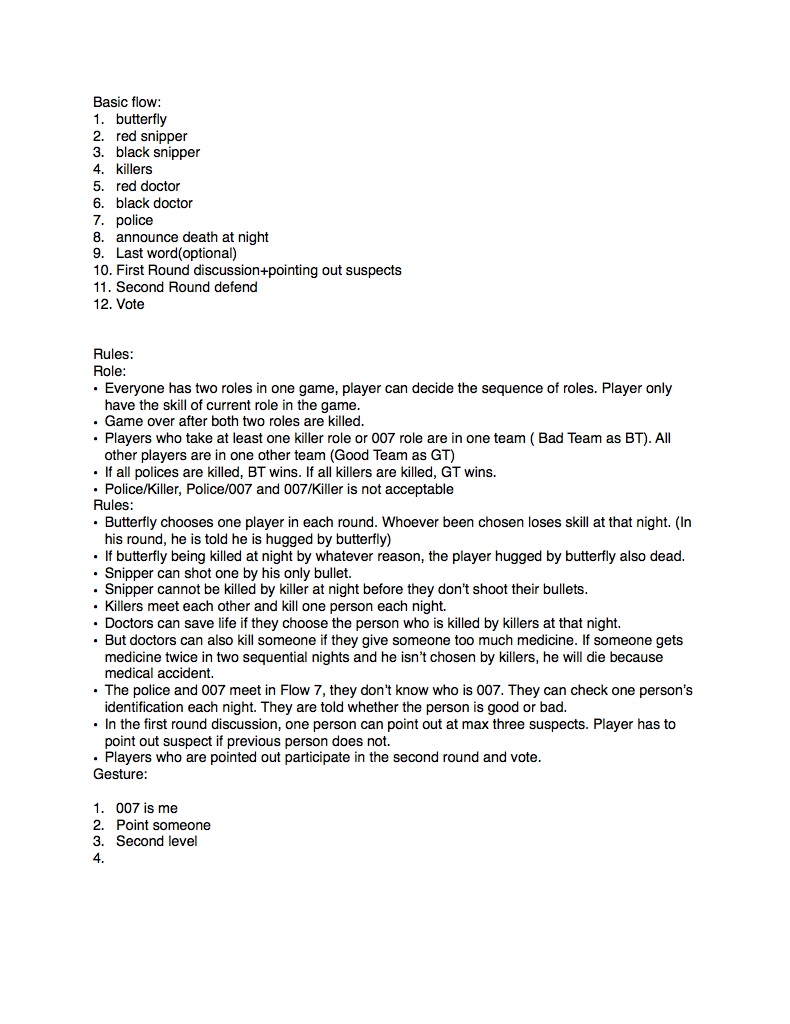 Basic flow:
1. butterfly
2. red snipper
3. black snipper
4. killers
5. red doctor
6. black doctor
7. police
8. announce death at night
9. Last word(optional)
10. First Round discussion+pointing out suspects
11. Second Round defend
12. Vote
Rules:
Role:
• Everyone has two roles in one game, player can decide the sequence of roles. Player only
have the skill of current role in the game.
• Game over after both two roles are killed.
• Players who take at least one killer role or 007 role are in one team ( Bad Team as BT). All
other players are in one other team (Good Team as GT)
• If all polices are killed, BT wins. If all killers are killed, GT wins.
• Police/Killer, Police/007 and 007/Killer is not acceptable
Rules:
• Butterfly chooses one player in each round. Whoever been chosen loses skill at that night. (In
his round, he is told he is hugged by butterfly)
• If butterfly being killed at night by whatever reason, the player hugged by butterfly also dead.
• Snipper can shot one by his only bullet.
• Snipper cannot be killed by killer at night before they don't shoot their bullets.
• Killers meet each other and kill one person each night.
• Doctors can save life if they choose the person who is killed by killers at that night.
• But doctors can also kill someone if they give someone too much medicine. If someone gets
medicine twice in two sequential nights and he isn't chosen by killers, he will die because
medical accident.
• The police and 007 meet in Flow 7, they don't know who is 007. They can check one person's
identification each night. They are told whether the person is good or bad.
• In the first round discussion, one person can point out at max three suspects. Player has to
point out suspect if previous person does not.
• Players who are pointed out participate in the second round and vote.
Gesture:
1. 007 is me
2. Point someone
3. Second level
4.